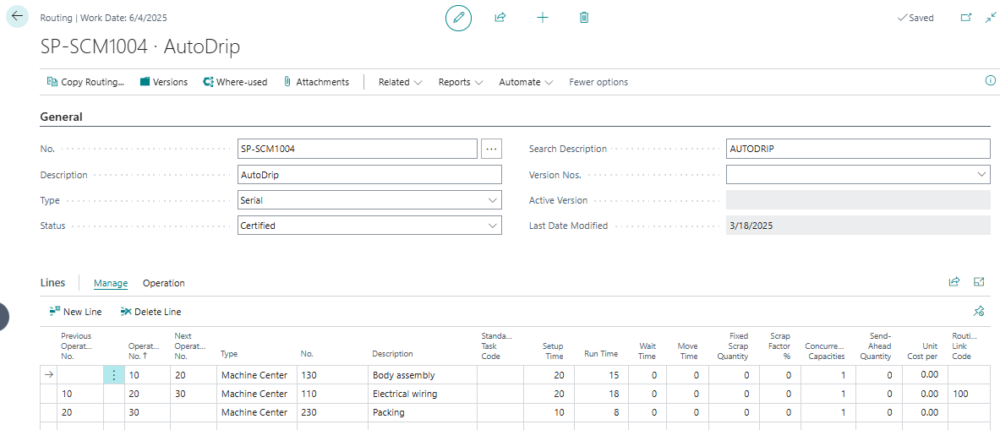 Routing | Work Date: 6/4/2025
Saved
SP-SCM1004 · AutoDrip
Copy Routing... Versions Where-used Attachments Related Reports Automate Fewer options
General
No. SP-SCM1004 ... Search Description AUTODRIP
Description AutoDrip Version Nos.
Type Serial Active Version
Status Certified Last Date Modified 3/18/2025
Lines Manage Operation
New Line Delete Line
Previous Operat... No. Operat... No.↑ Next Operat... No. Type No. Description Standa... Task Code Setup Time Run Time Wait Time Move Time Fixed Scrap Quantity Scrap Factor % Concurre... Capacities Send-Ahead Quantity Unit Cost per Routi... Link Code
10 20 Machine Center 130 Body assembly 20 15 0 0 0 0 1 0 0.00
10 20 30 Machine Center 110 Electrical wiring 20 18 0 0 0 0 1 0 0.00 100
20 30 Machine Center 230 Packing 10 8 0 0 0 0 1 0 0.00